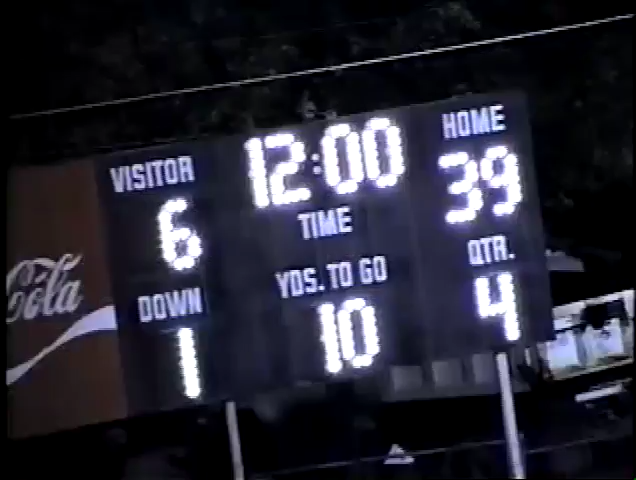 VISITOR 12:00 HOME
6 TIME 39
DOWN YDS. TO GO QTR.
1 10 4
Cola